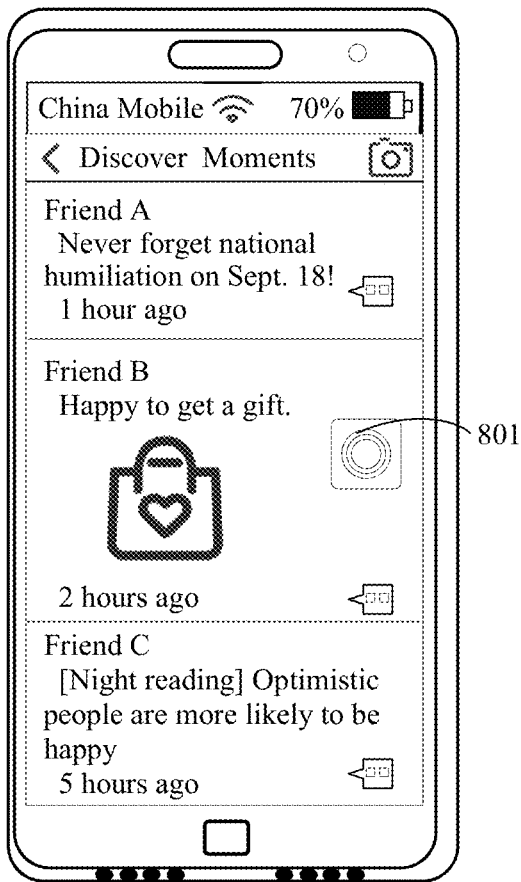 China Mobile 70%
Discover Moments
Friend A
Never forget national
humiliation on Sept. 18!
1 hour ago
Friend B
Happy to get a gift.
801
2 hours ago
Friend C
[Night reading] Optimistic
people are more likely to be
happy
5 hours ago